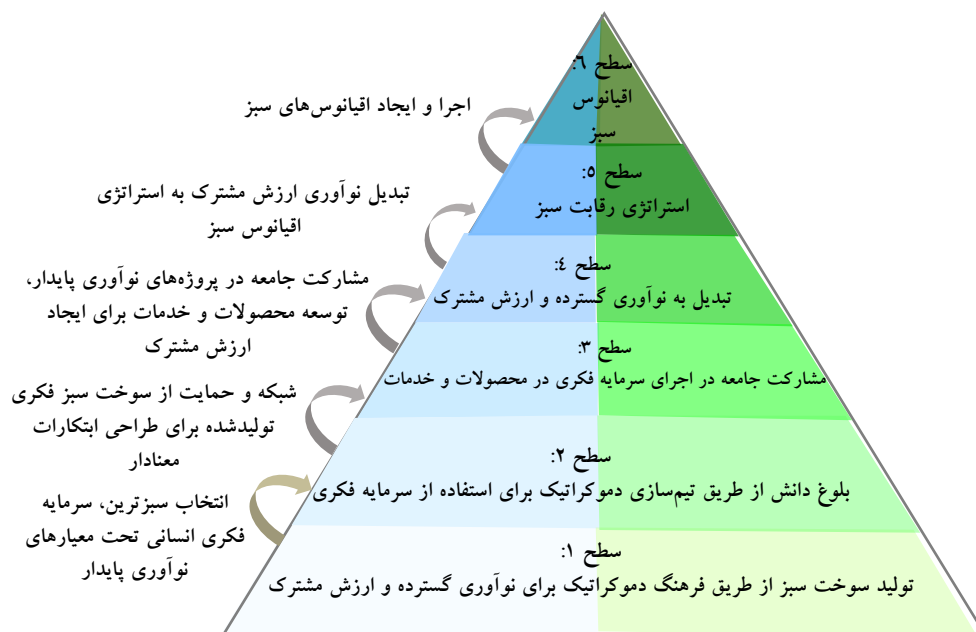 سطح ٦:
اقیانوس
سبز
اجرا و ایجاد اقیانوس‌های سبز
سطح ٥:
استراتژی رقابت سبز
تبدیل نوآوری ارزش مشترک به استراتژی
اقیانوس سبز
سطح ٤:
تبدیل به نوآوری گسترده و ارزش مشترک
مشارکت جامعه در پروژه‌های نوآوری پایدار،
توسعه محصولات و خدمات برای ایجاد
ارزش مشترک
سطح ٣:
مشارکت جامعه در اجرای سرمایه فکری در محصولات و خدمات
شبکه و حمایت از سوخت سبز فکری
تولیدشده برای طراحی ابتکارات
معنادار
سطح ٢:
بلوغ دانش از طریق تیم‌سازی دموکراتیک برای استفاده از سرمایه فکری
انتخاب سبزترین، سرمایه
فکری انسانی تحت معیارهای
نوآوری پایدار
سطح ١:
تولید سوخت سبز از طریق فرهنگ دموکراتیک برای نوآوری گسترده و ارزش مشترک